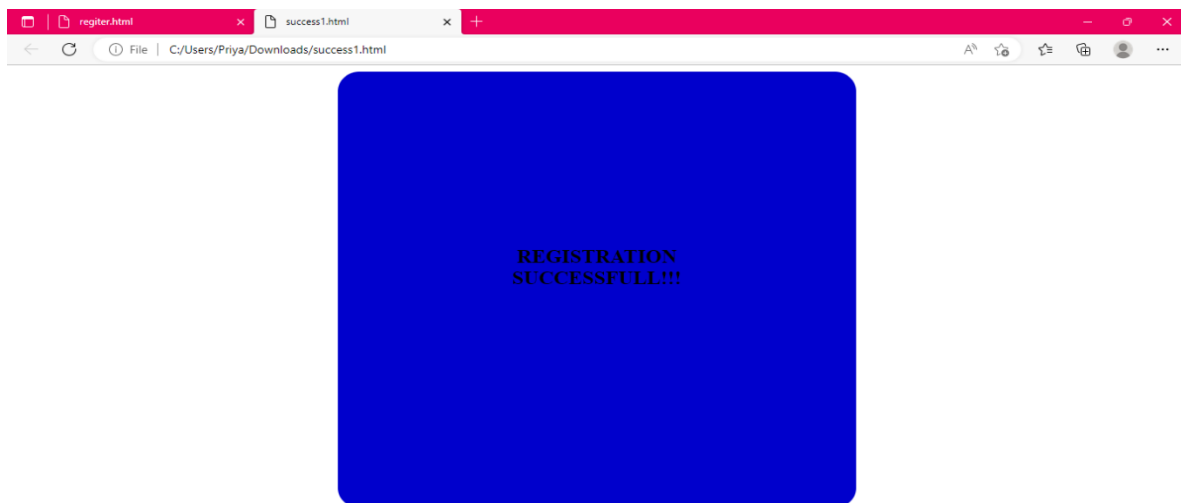 regiter.html
success1.html
File
C:/Users/Priya/Downloads/success1.html
REGISTRATION
SUCCESSFULL!!!